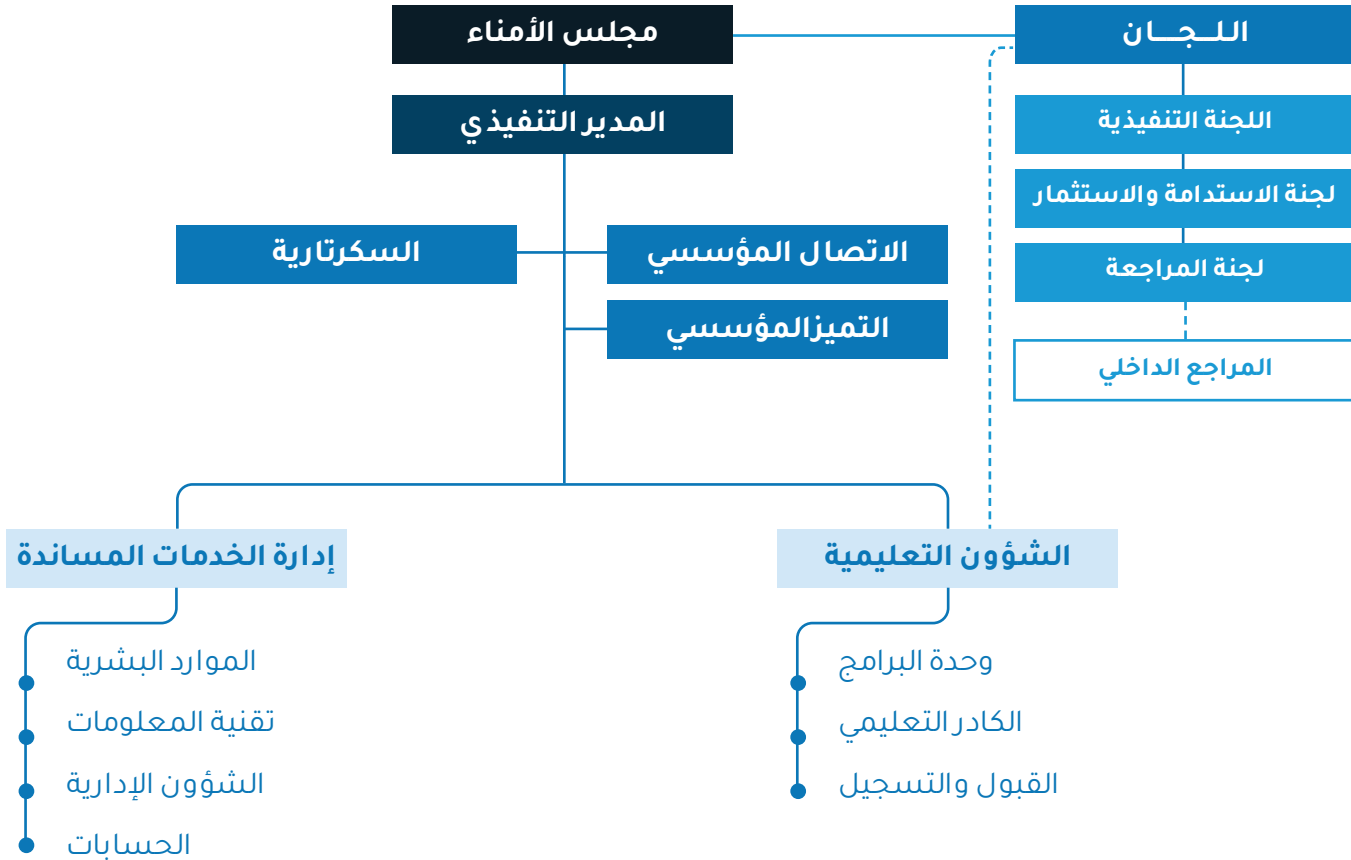 مجلس الأمناء
اللـــجـــــان
المدير التنفيذي
اللجنة التنفيذية
لجنة الاستدامة والاستثمار
الاتصال المؤسسي
السكرتارية
لجنة المراجعة
التميزالمؤسسي
المراجع الداخلي
الشؤون التعليمية
وحدة البرامج
الكادر التعليمي
القبول والتسجيل
إدارة الخدمات المساندة
الموارد البشرية
تقنية المعلومات
الشؤون الإدارية
الحسابات